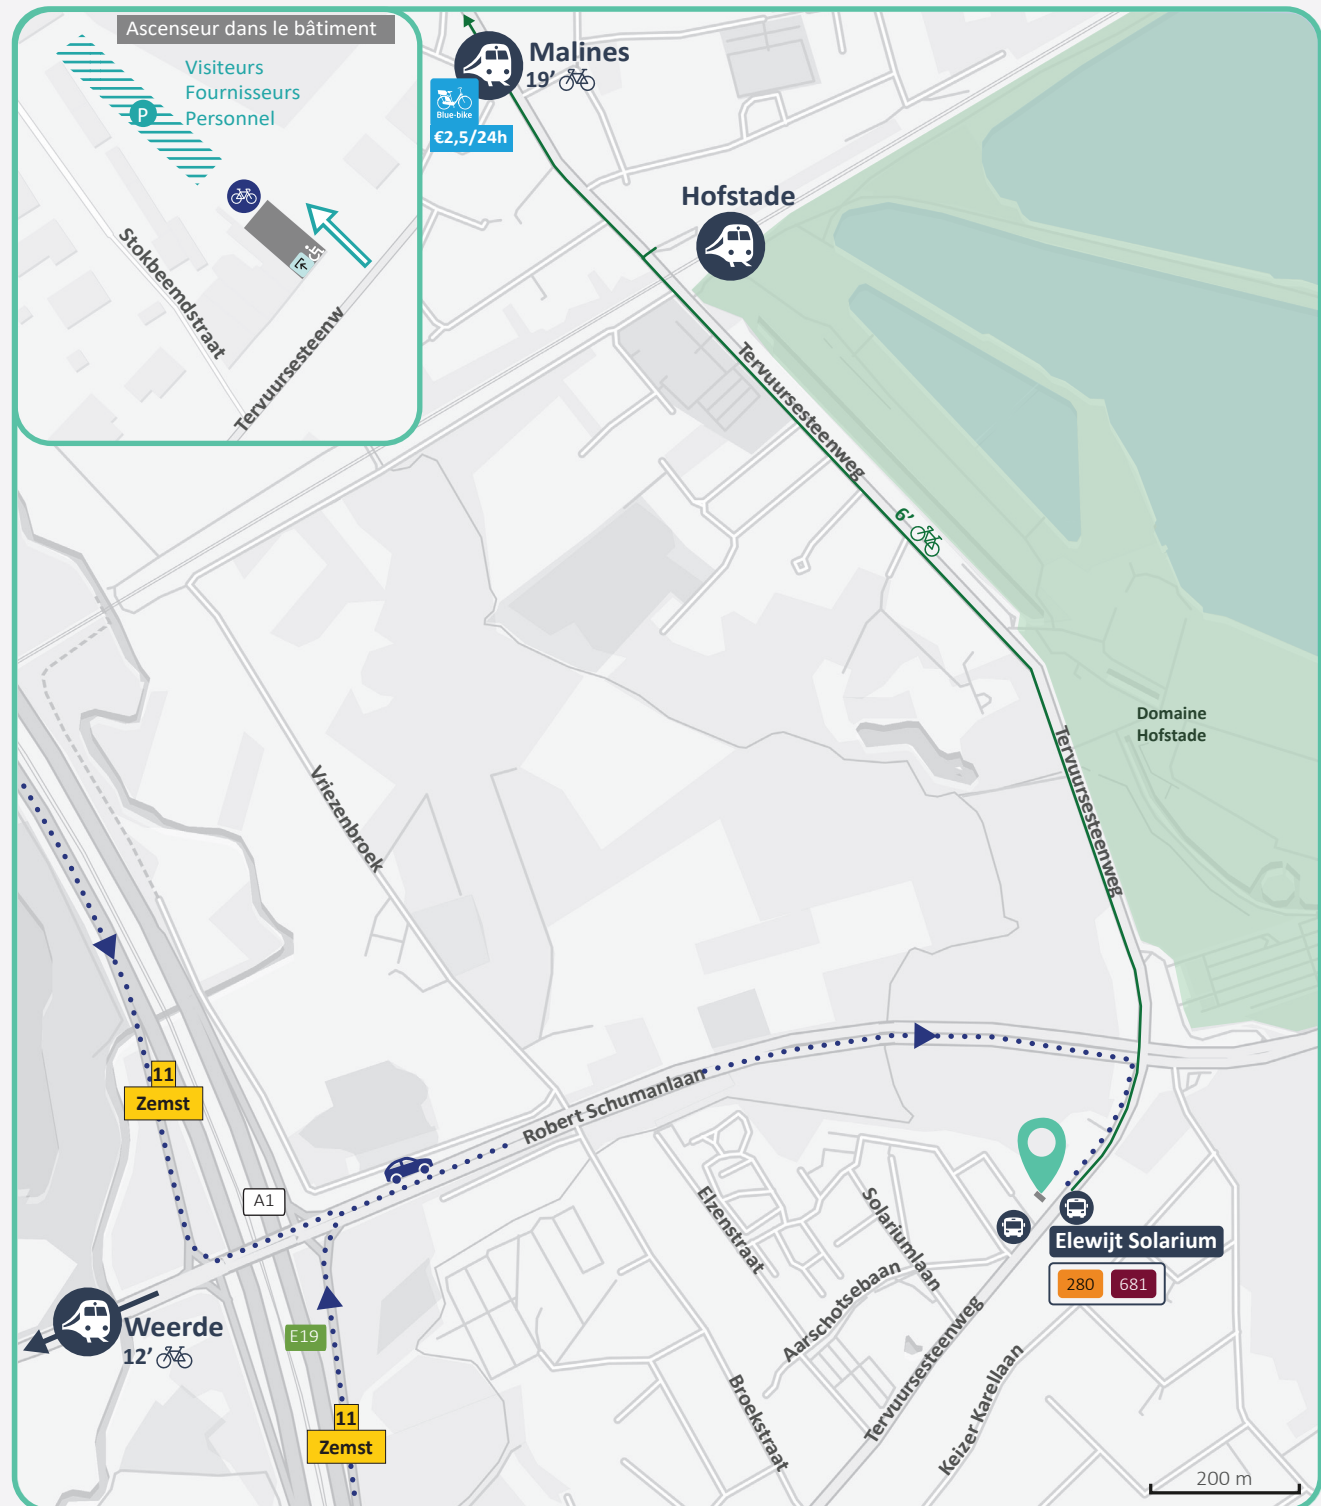 Ascenseur dans le bâtiment
Visiteurs
Fournisseurs
Personnel
P
Stokbeemdstraat
Tervuursesteenw
Malines
19’
Blue-bike
€2,5/24h
Hofstade
Tervuursesteenweg
6’
Domaine
Hofstade
Tervuursesteenweg
Vriezenbroek
11
Zemst
Robert Schumanlaan
A1
Elzenstraat
Solariumlaan
Aarschotsebaan
Elewijt Solarium
280
681
Weerde
12’
E19
11
Zemst
Broekstraat
Tervuursesteenweg
Keizer Karellaan
200 m